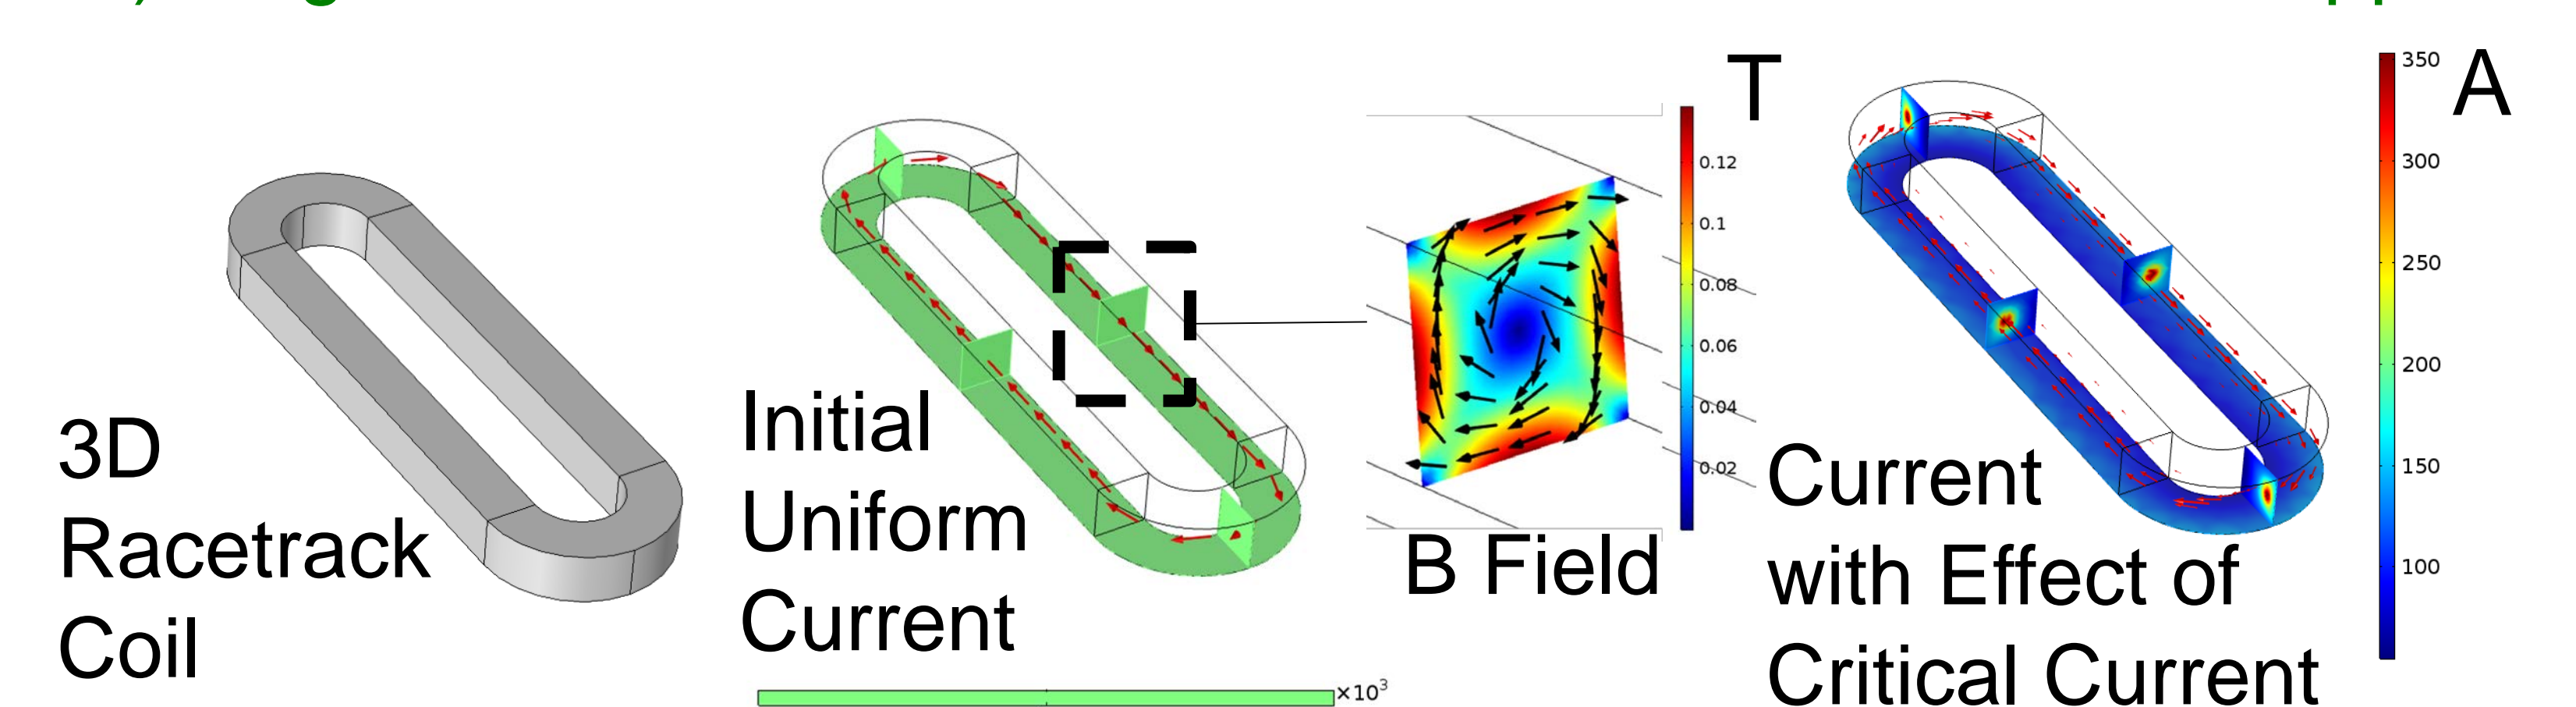 3D
Racetrack
Coil
Initial
Uniform
Current
×10³
T
0.12
0.1
0.08
0.06
0.04
0.02
B Field
A
350
300
250
200
150
100
Current
with Effect of
Critical Current